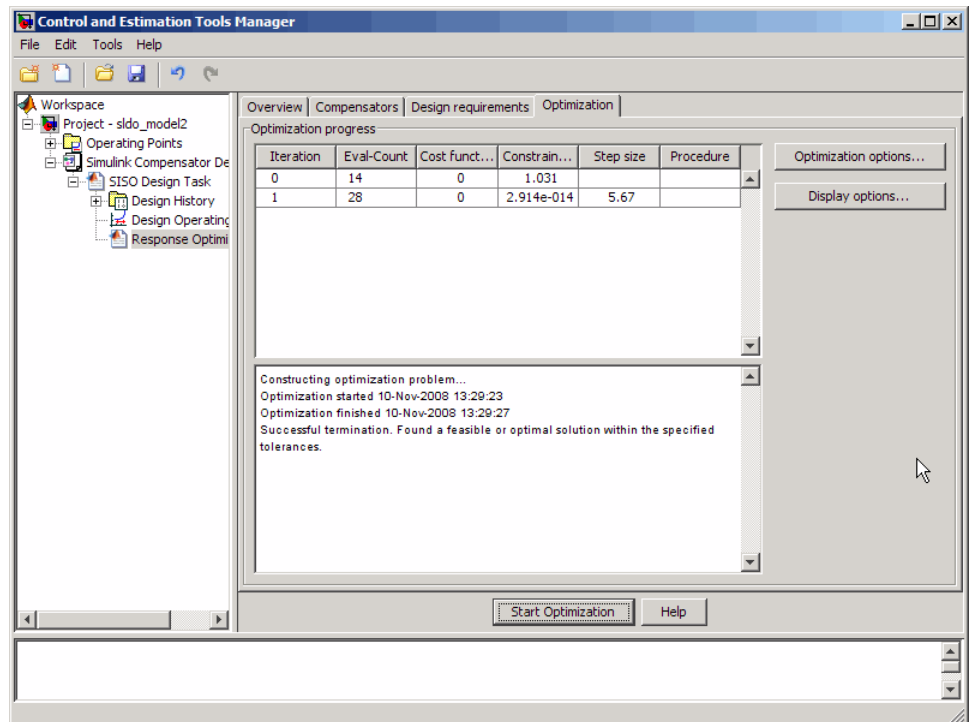 Control and Estimation Tools Manager
File Edit Tools Help
Workspace
Project - sldo_model2
Operating Points
Simulink Compensator De
SISO Design Task
Design History
Design Operating
Response Optimi
Overview Compensators Design requirements Optimization
Optimization progress
Iteration Eval-Count Cost funct... Constrain... Step size Procedure
0 14 0 1.031
1 28 0 2.914e-014 5.67
Optimization options...
Display options...
Constructing optimization problem...
Optimization started 10-Nov-2008 13:29:23
Optimization finished 10-Nov-2008 13:29:27
Successful termination. Found a feasible or optimal solution within the specified
tolerances.
Start Optimization Help